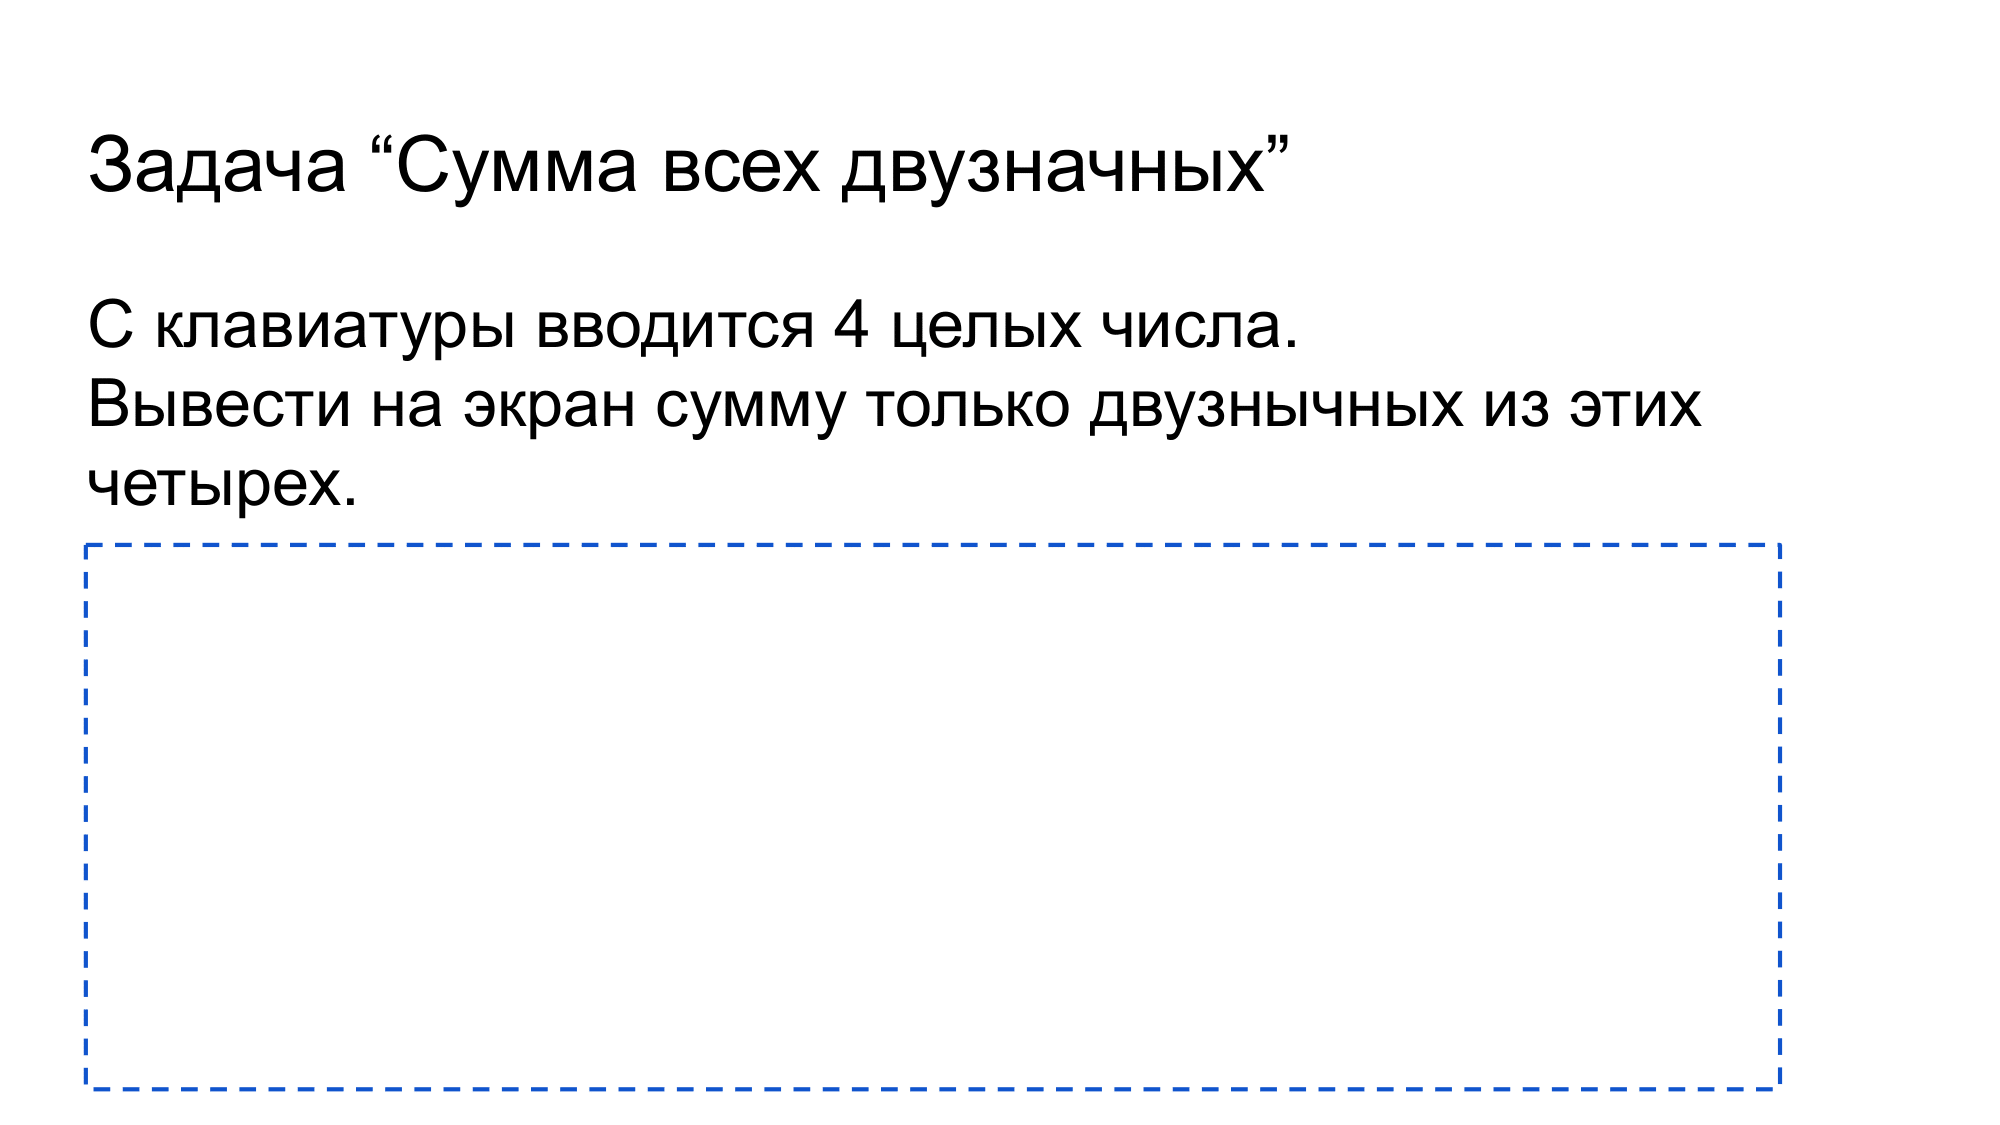 Задача “Сумма всех двузначных”
С клавиатуры вводится 4 целых числа.
Вывести на экран сумму только двузнычных из этих
четырех.